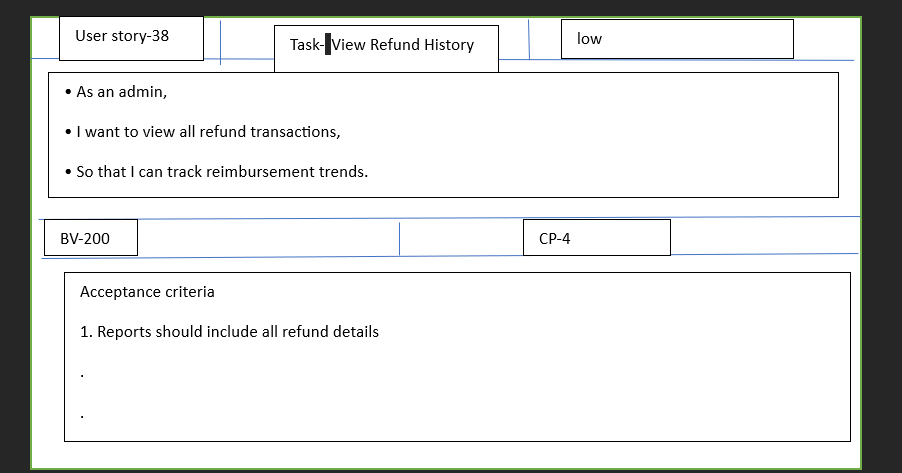 User story-38
Task- View Refund History
low
• As an admin,
• I want to view all refund transactions,
• So that I can track reimbursement trends.
BV-200
CP-4
Acceptance criteria
1. Reports should include all refund details
.
.